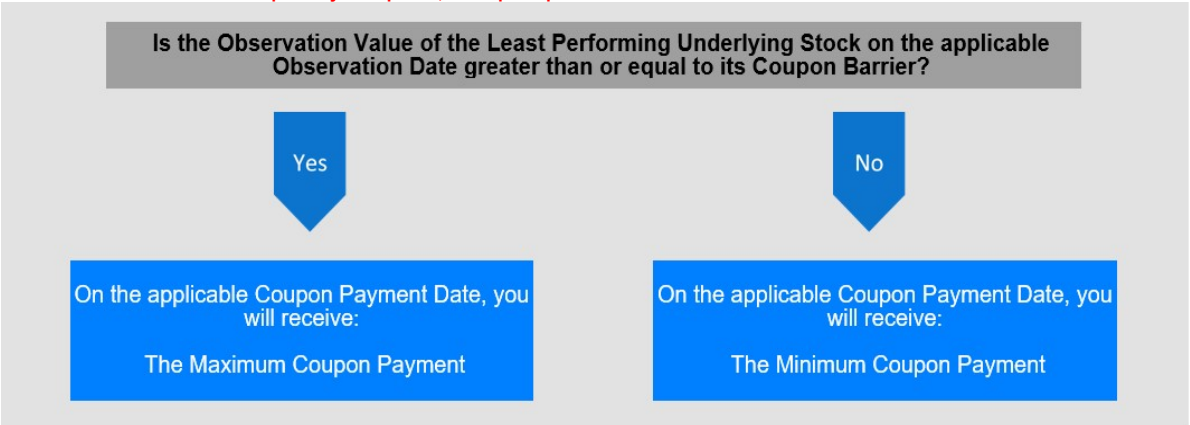 Is the Observation Value of the Least Performing Underlying Stock on the applicable
Observation Date greater than or equal to its Coupon Barrier?
Yes
No
On the applicable Coupon Payment Date, you
will receive:
The Maximum Coupon Payment
On the applicable Coupon Payment Date, you
will receive:
The Minimum Coupon Payment